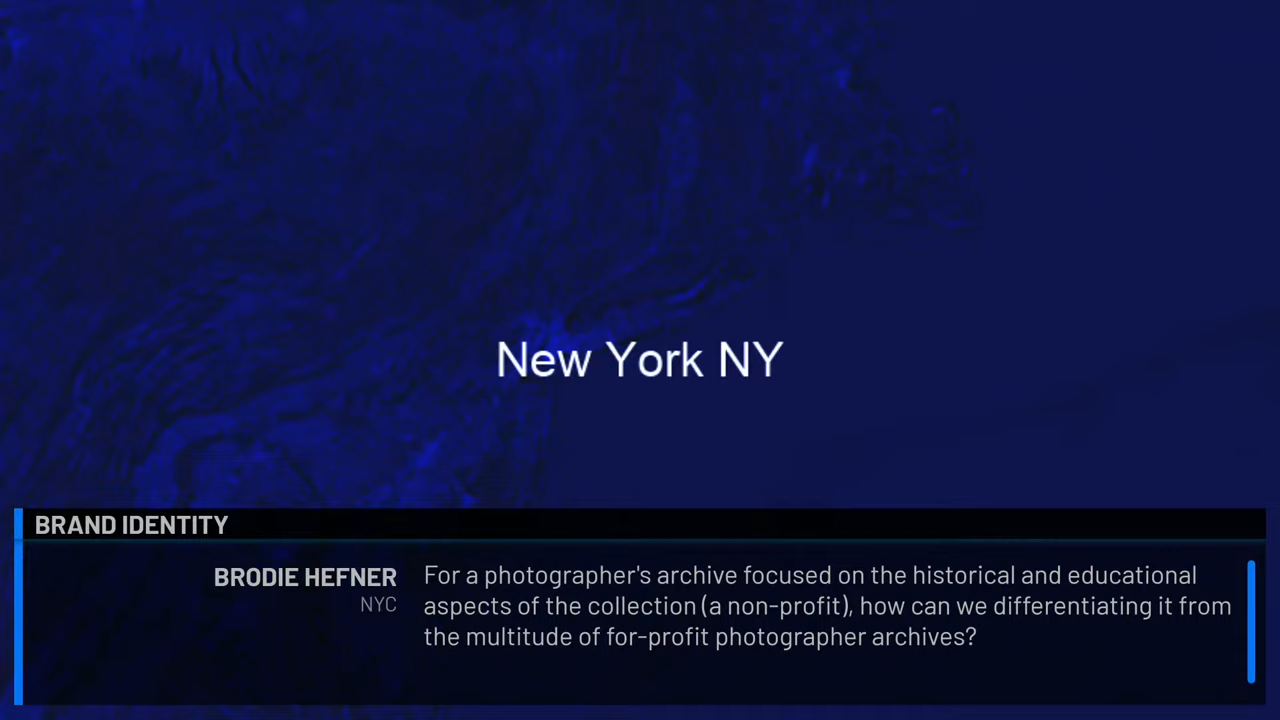 New York NY
BRAND IDENTITY
BRODIE HEFNER
NYC
For a photographer's archive focused on the historical and educational
aspects of the collection (a non-profit), how can we differentiating it from
the multitude of for-profit photographer archives?